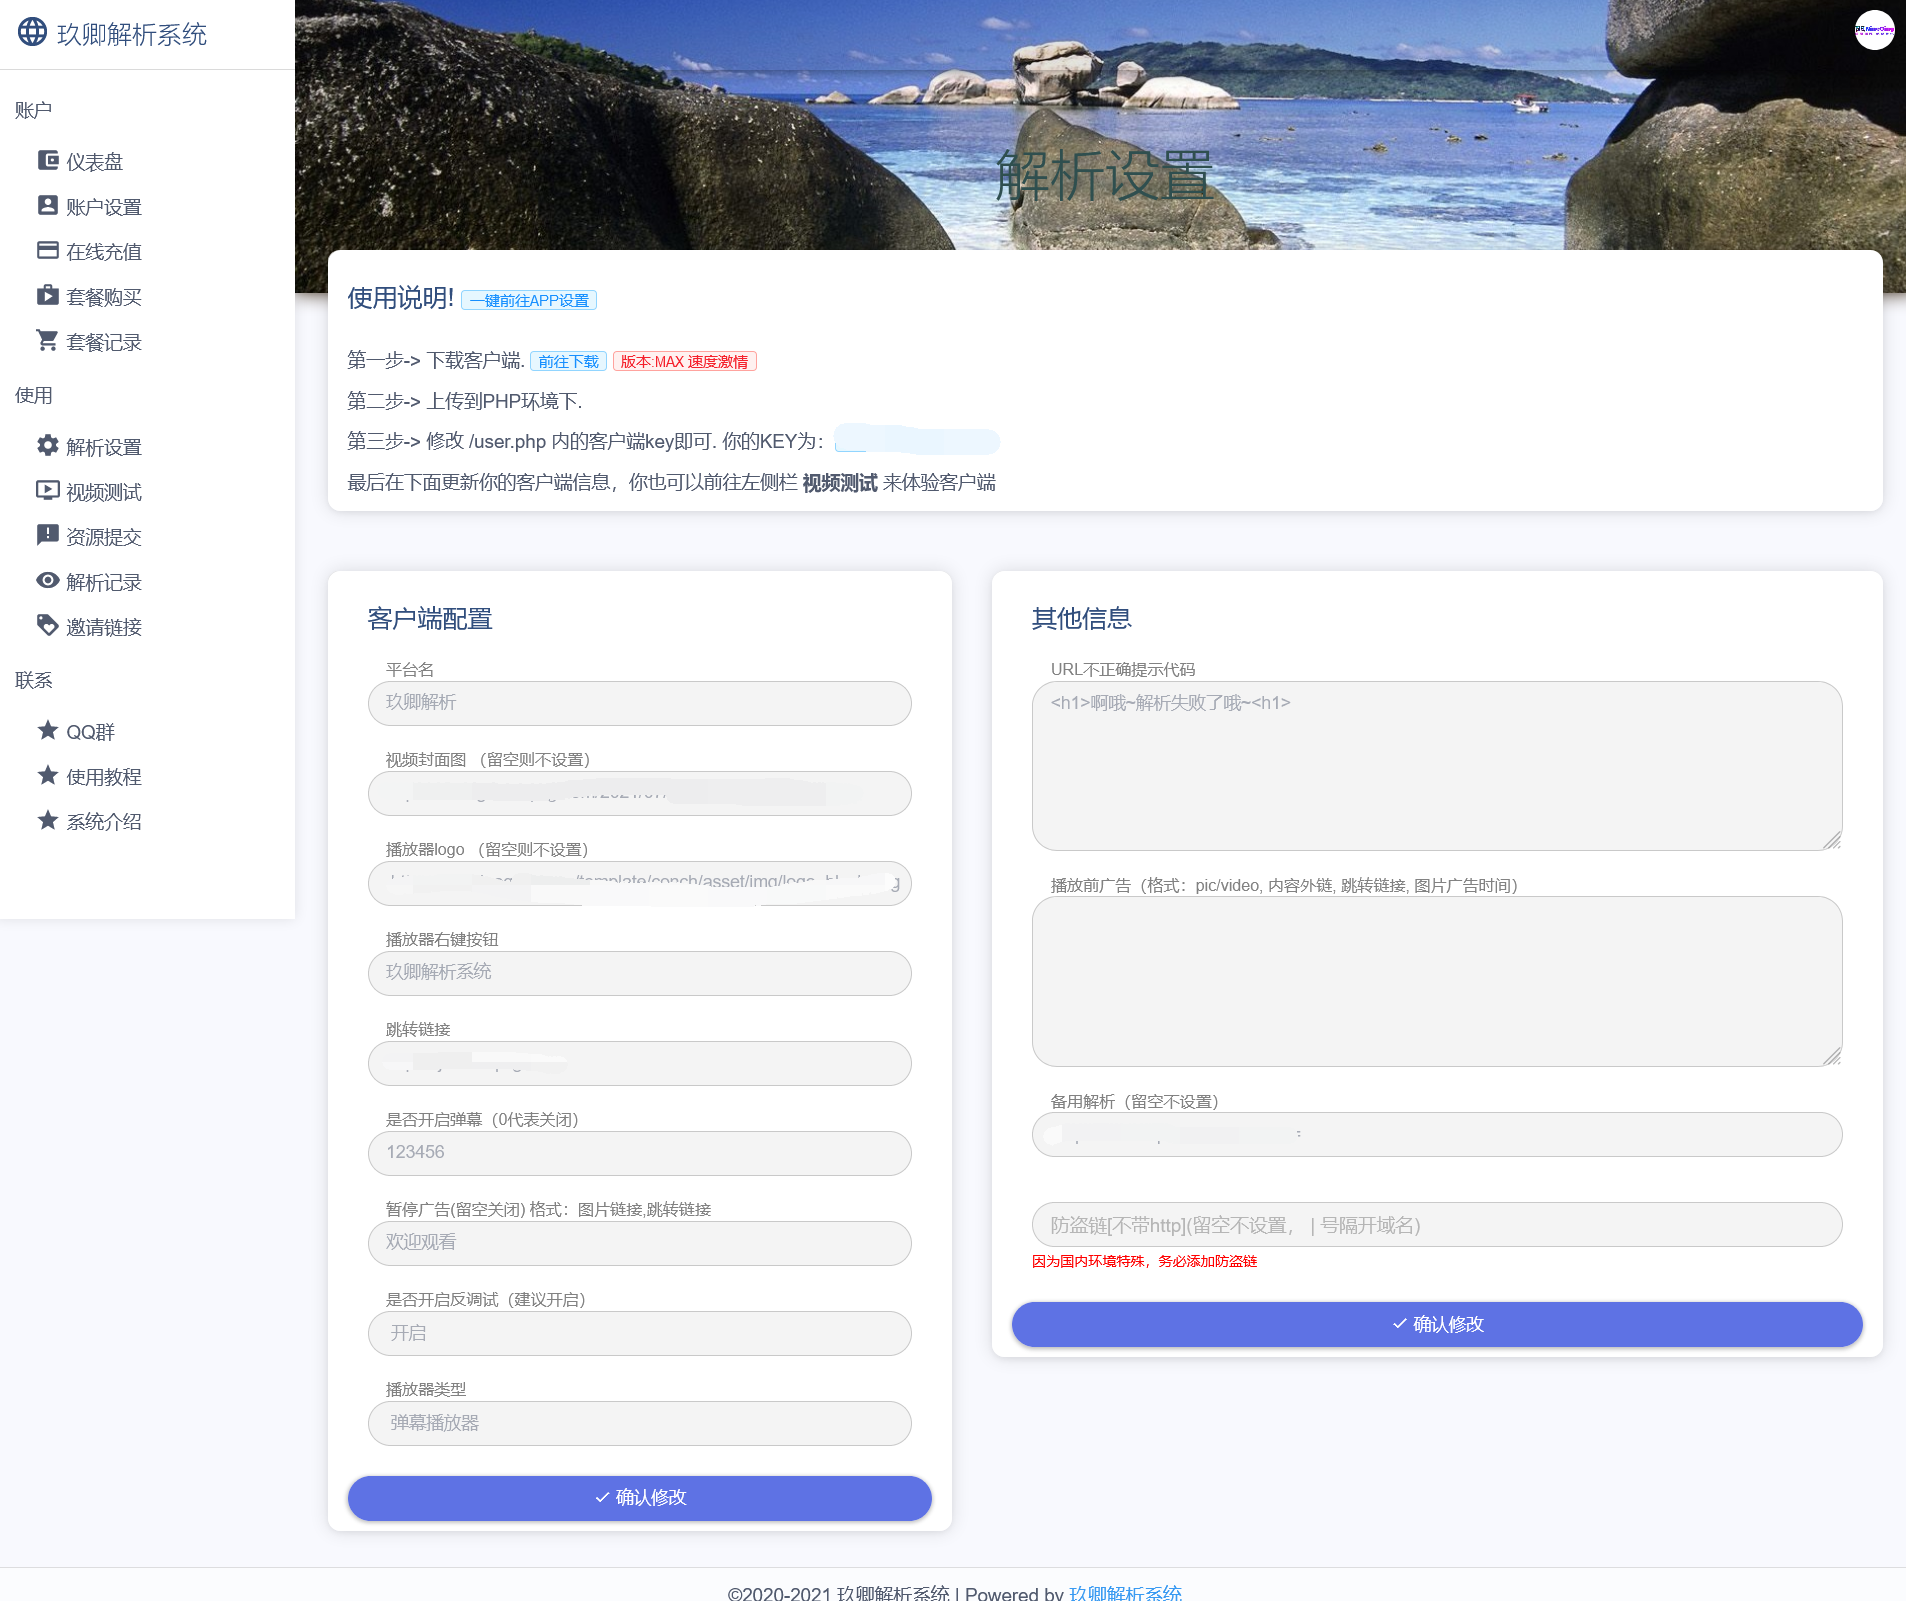 玖卿解析系统
账户
仪表盘
账户设置
在线充值
套餐购买
套餐记录
使用
解析设置
视频测试
资源提交
解析记录
邀请链接
联系
QQ群
使用教程
系统介绍
解析设置
使用说明! 一键前往APP设置
第一步-> 下载客户端. 前往下载 版本:MAX 速度激情
第二步-> 上传到PHP环境下.
第三步-> 修改 /user.php 内的客户端key即可. 你的KEY为：
最后在下面更新你的客户端信息，你也可以前往左侧栏 视频测试 来体验客户端
客户端配置
平台名
玖卿解析
视频封面图 （留空则不设置）
播放器logo （留空则不设置）
/template/conch/asset/img/logo
播放器右键按钮
玖卿解析系统
跳转链接
是否开启弹幕（0代表关闭）
123456
暂停广告(留空关闭) 格式：图片链接,跳转链接
欢迎观看
是否开启反调试（建议开启）
开启
播放器类型
弹幕播放器
✓ 确认修改
其他信息
URL不正确提示代码
<h1>啊哦~解析失败了哦~<h1>
播放前广告（格式：pic/video, 内容外链, 跳转链接, 图片广告时间）
备用解析（留空不设置）
防盗链[不带http](留空不设置， | 号隔开域名)
因为国内环境特殊，务必添加防盗链
✓ 确认修改
©2020-2021 玖卿解析系统 | Powered by 玖卿解析系统